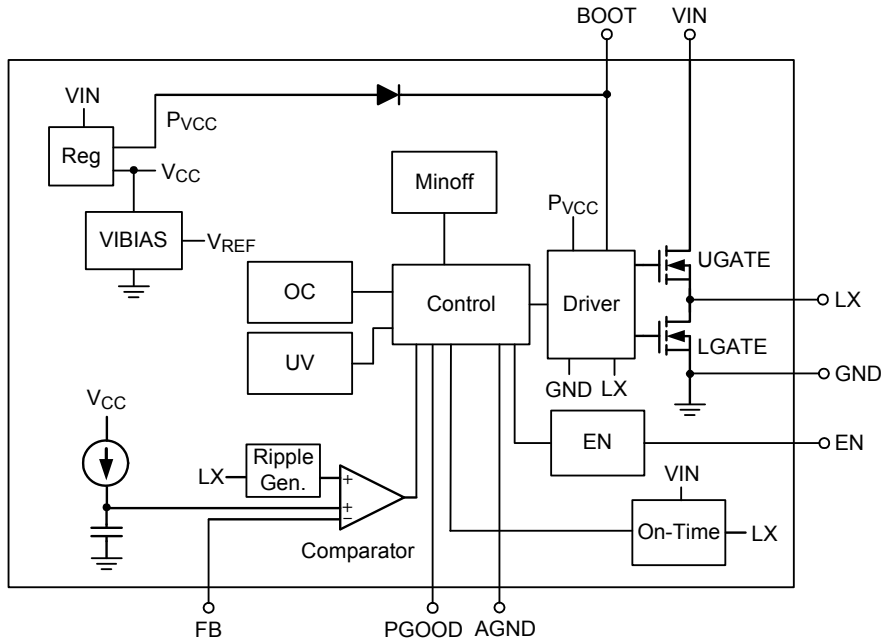 BOOT VIN
VIN
PVCC
Reg
VCC
Minoff
PVCC
VIBIAS
VREF
UGATE
OC
Control
Driver
LX
UV
LGATE
GND LX
GND
VCC
EN
EN
LX
Ripple
Gen.
+
+
−
VIN
On-Time
LX
Comparator
FB PGOOD AGND